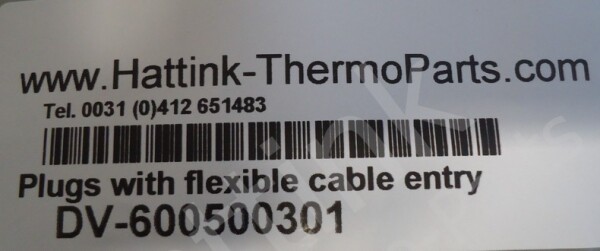 www.Hattink-ThermoParts.com
Tel. 0031 (0)412 651483
Plugs with flexible cable entry
DV-600500301